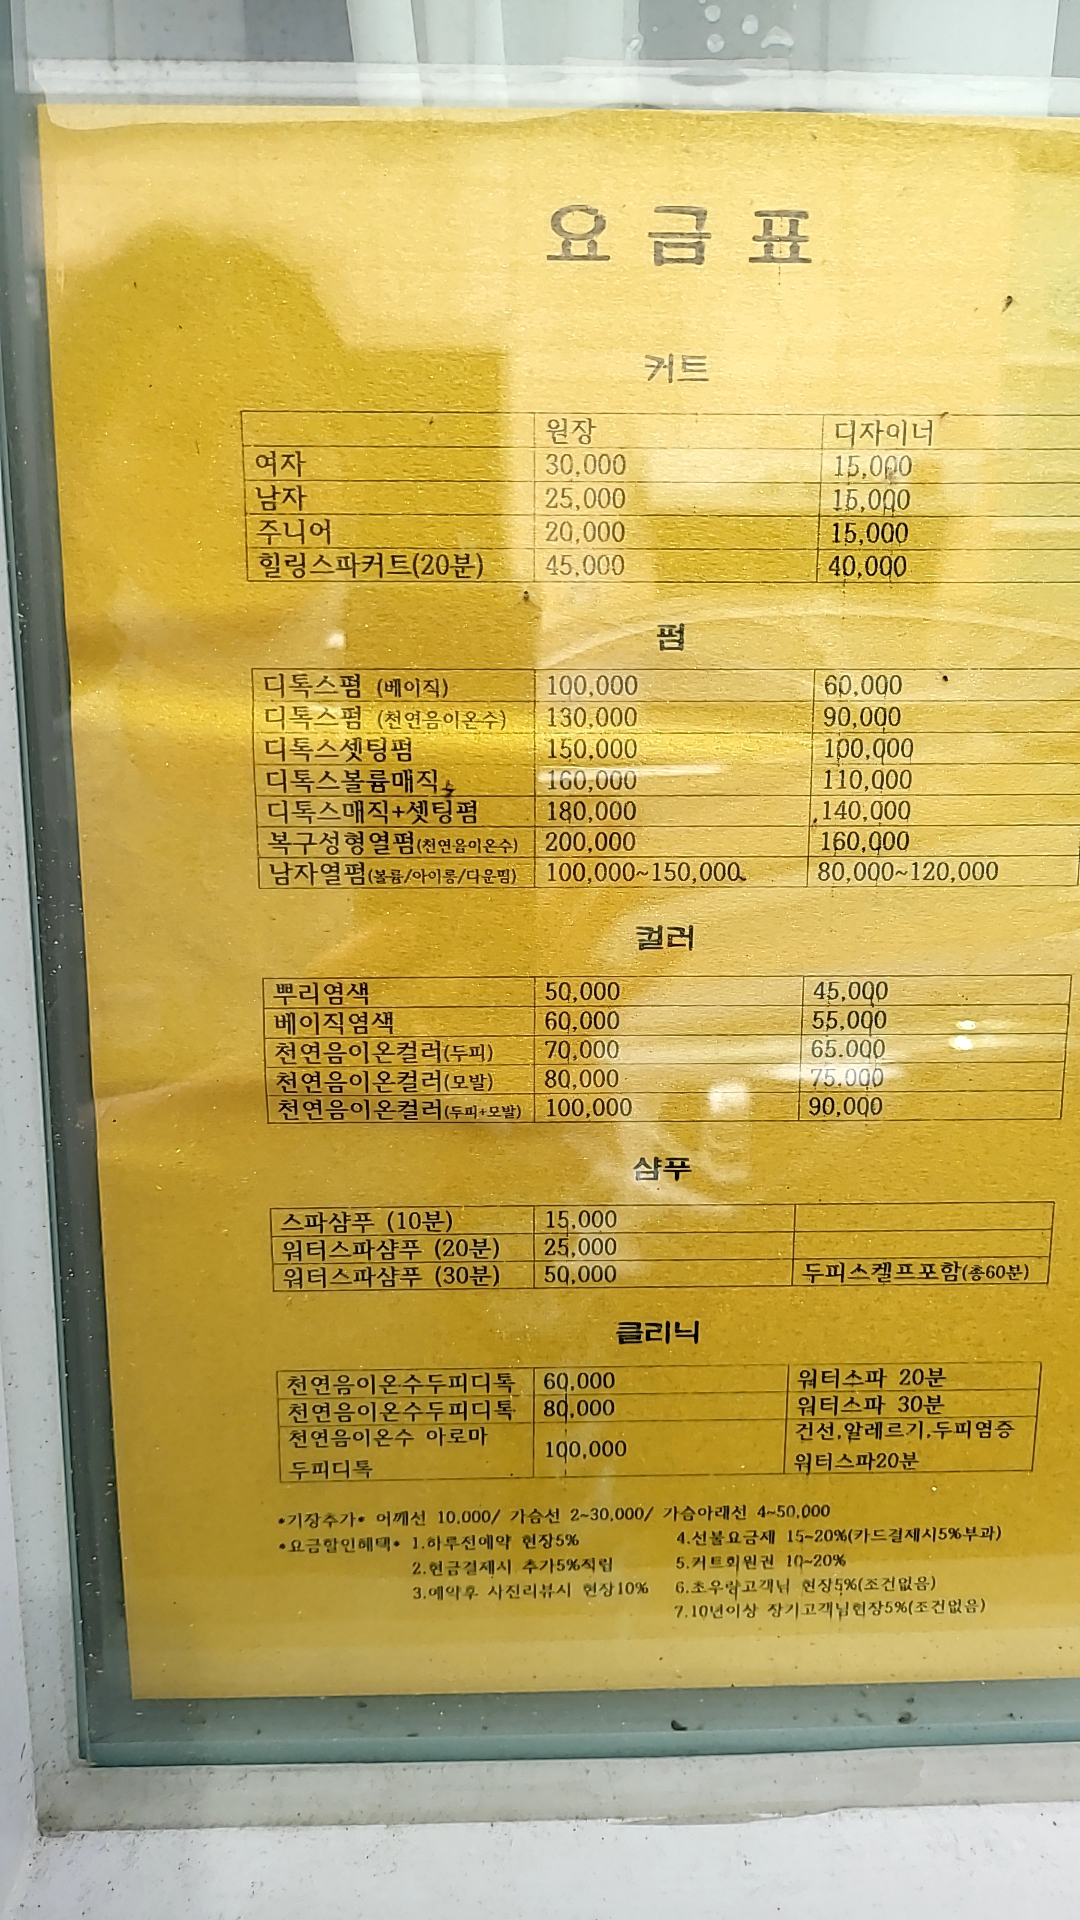 요금표
커트
원장 디자이너
여자 30,000 15,000
남자 25,000 15,000
주니어 20,000 15,000
힐링스파커트(20분) 45,000 40,000
펌
디톡스펌 (베이직) 100,000 60,000
디톡스펌 (천연음이온수) 130,000 90,000
디톡스셋팅펌 150,000 100,000
디톡스볼륨매직 160,000 110,000
디톡스매직+셋팅펌 180,000 140,000
복구성형열펌(천연음이온수) 200,000 160,000
남자열펌(볼륨/아이롱/다운펌) 100,000~150,000 80,000~120,000
컬러
뿌리염색 50,000 45,000
베이직염색 60,000 55,000
천연음이온컬러(두피) 70,000 65.000
천연음이온컬러(모발) 80,000 75.000
천연음이온컬러(두피+모발) 100,000 90,000
샴푸
스파샴푸 (10분) 15,000
워터스파샴푸 (20분) 25,000
워터스파샴푸 (30분) 50,000 두피스켈프포함(총60분)
클리닉
천연음이온수두피디톡 60,000 워터스파 20분
천연음이온수두피디톡 80,000 워터스파 30분
천연음이온수 아로마 건선,알레르기,두피염증
100,000
두피디톡 워터스파20분
*기장추가* 어깨선 10,000/ 가슴선 2~30,000/ 가슴아래선 4~50,000
*요금할인혜택* 1.하루전예약 현장5% 4.선불요금제 15~20%(카드결제시5%부과)
2.현금결제시 추가5%적립 5.커트회원권 10~20%
3.예약후 사진리뷰시 현장10% 6.초우량고객님 현장5%(조건없음)
7.10년이상 장기고객님현장5%(조건없음)